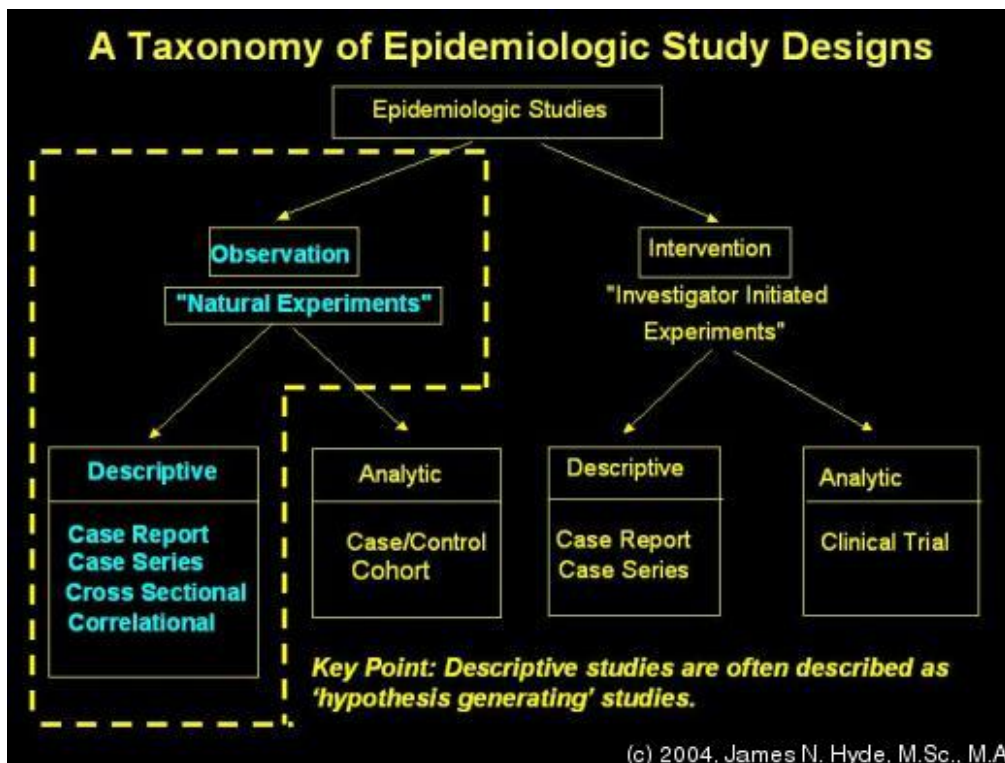 A Taxonomy of Epidemiologic Study Designs
Epidemiologic Studies
Observation
"Natural Experiments"
Intervention
"Investigator Initiated
Experiments"
Descriptive
Case Report
Case Series
Cross Sectional
Correlational
Analytic
Case/Control
Cohort
Descriptive
Case Report
Case Series
Analytic
Clinical Trial
Key Point: Descriptive studies are often described as
‘hypothesis generating’ studies.
(c) 2004, James N. Hyde, M.Sc., M.A